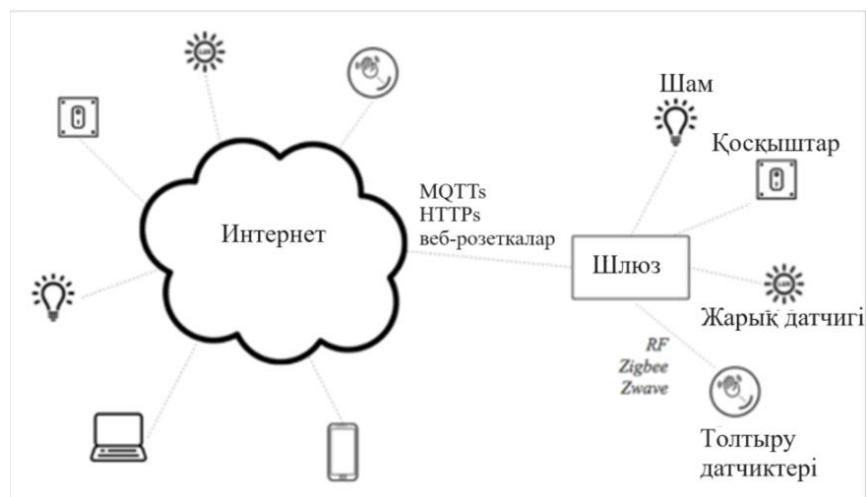 Шам
Қосқыштар
MQTTs
HTTPs
веб-розеткалар
Интернет
Шлюз
Жарық датчигі
RF
Zigbee
Zwave
Толтыру
датчиктері